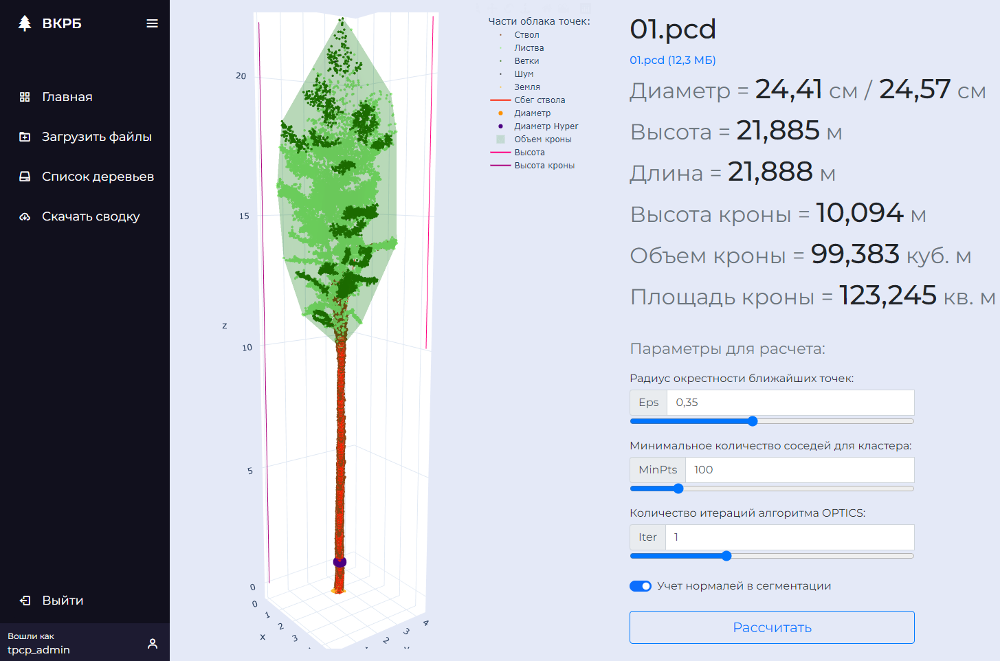 ВКРБ
Главная
Загрузить файлы
Список деревьев
Скачать сводку
Выйти
Вошли как
tpcp_admin
20
15
z
10
5
0
0
1
2
3
x
2
3
4
Части облака точек:
Ствол
Листва
Ветки
Шум
Земля
Сбег ствола
Диаметр
Диаметр Hyper
Объем кроны
Высота
Высота кроны
01.pcd
01.pcd (12,3 МБ)
Диаметр = 24,41 см / 24,57 см
Высота = 21,885 м
Длина = 21,888 м
Высота кроны = 10,094 м
Объем кроны = 99,383 куб. м
Площадь кроны = 123,245 кв. м
Параметры для расчета:
Радиус окрестности ближайших точек:
Eps 0,35
Минимальное количество соседей для кластера:
MinPts 100
Количество итераций алгоритма OPTICS:
Iter 1
Учет нормалей в сегментации
Рассчитать